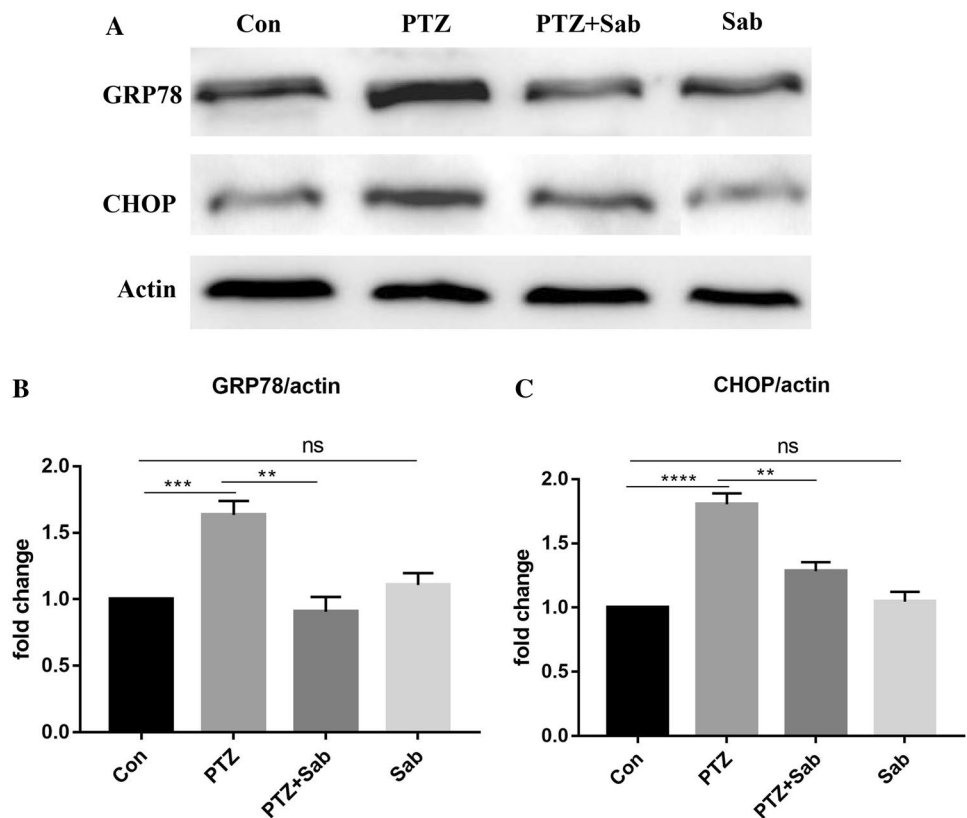 A Con PTZ PTZ+Sab Sab
GRP78
CHOP
Actin
B GRP78/actin
ns
*** **
2.0
1.5
1.0
0.5
0.0
fold change
Con PTZ PTZ+Sab Sab
C CHOP/actin
ns
**** **
2.0
1.5
1.0
0.5
0.0
fold change
Con PTZ PTZ+Sab Sab